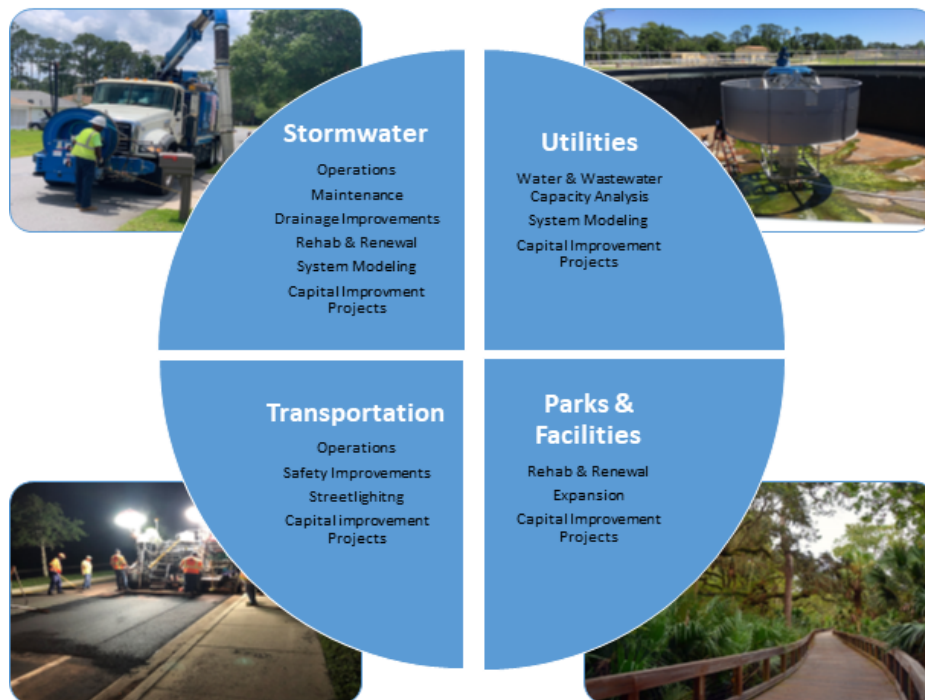 Stormwater
Operations
Maintenance
Drainage Improvements
Rehab & Renewal
System Modeling
Capital Improvment
Projects
Utilities
Water & Wastewater
Capacity Analysis
System Modeling
Capital Improvement
Projects
Transportation
Operations
Safety Improvements
Streetlighitng
Capital improvement
Projects
Parks &
Facilities
Rehab & Renewal
Expansion
Capital Improvement
Projects